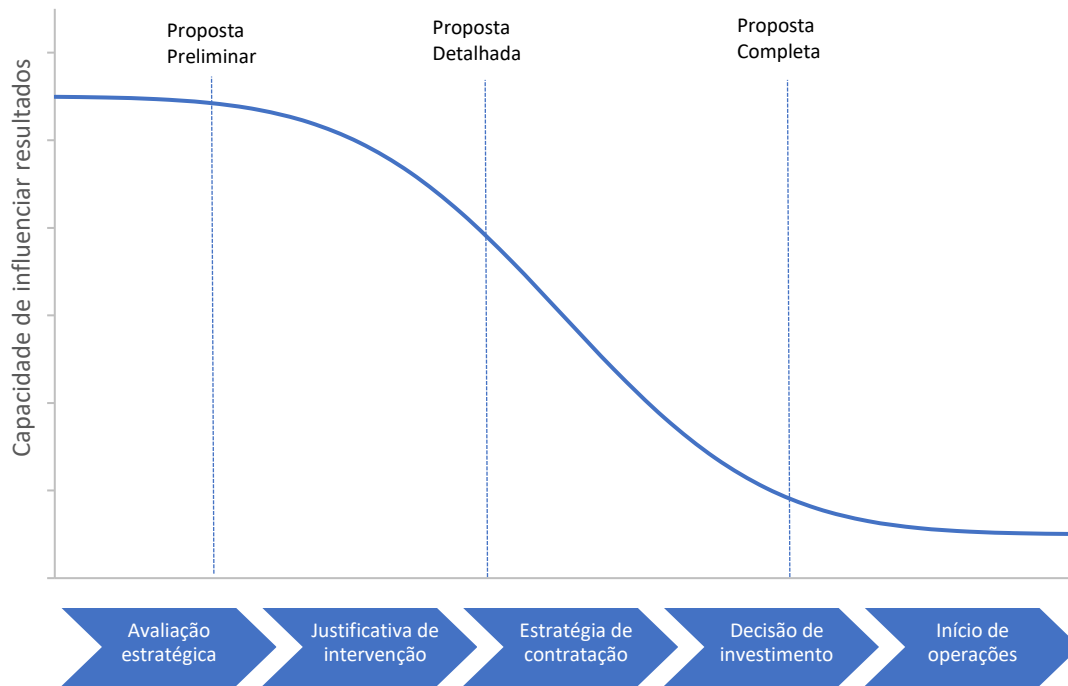 Proposta
Preliminar
Proposta
Detalhada
Proposta
Completa
Capacidade de influenciar resultados
Avaliação
estratégica
Justificativa de
intervenção
Estratégia de
contratação
Decisão de
investimento
Início de
operações